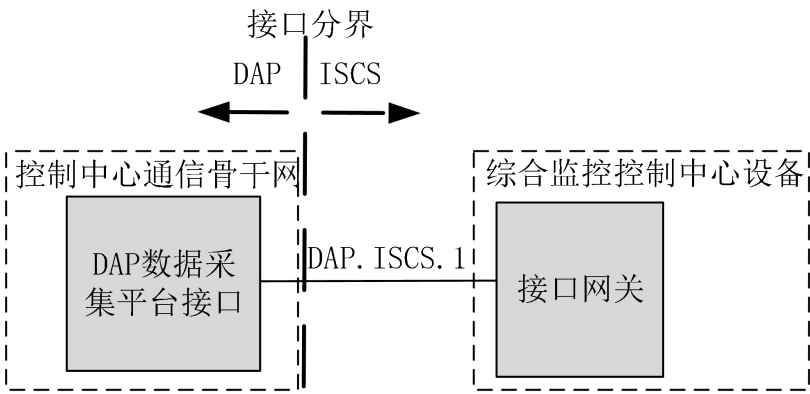 接口分界
DAP
ISCS
控制中心通信骨干网
综合监控控制中心设备
DAP数据采
集平台接口
DAP.ISCS.1
接口网关